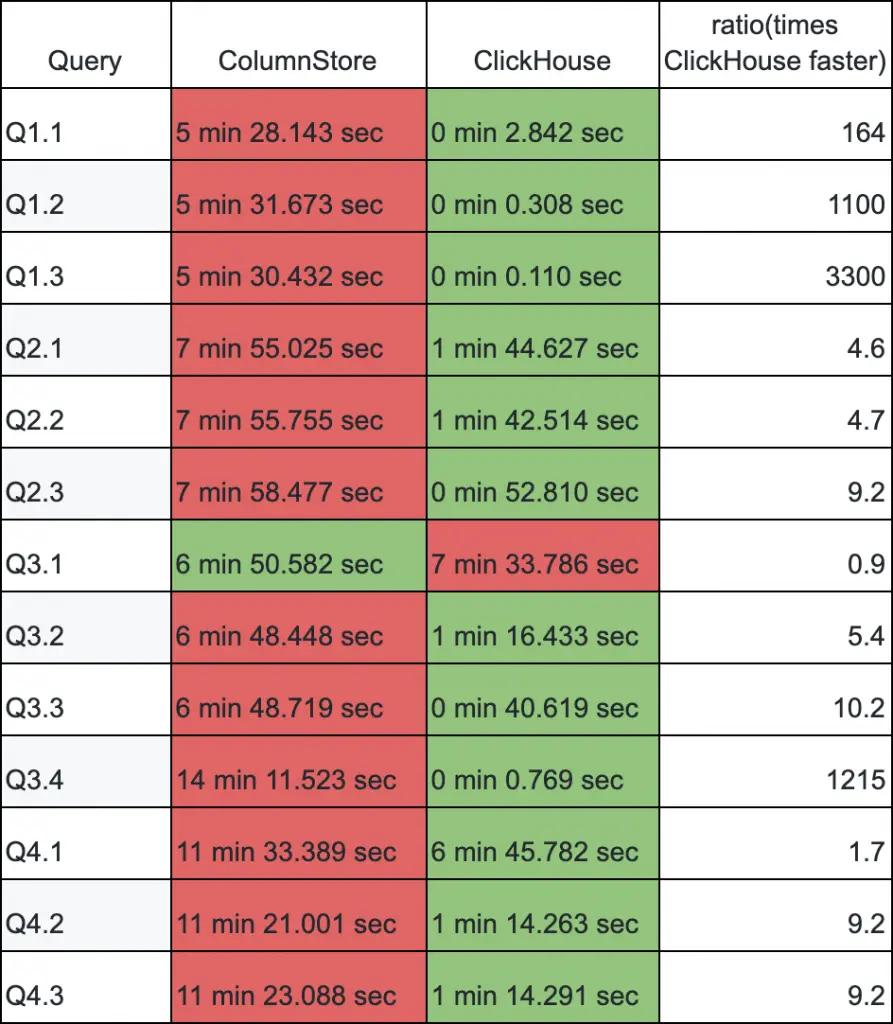 Query ColumnStore ClickHouse ratio(times ClickHouse faster)
Q1.1 5 min 28.143 sec 0 min 2.842 sec 164
Q1.2 5 min 31.673 sec 0 min 0.308 sec 1100
Q1.3 5 min 30.432 sec 0 min 0.110 sec 3300
Q2.1 7 min 55.025 sec 1 min 44.627 sec 4.6
Q2.2 7 min 55.755 sec 1 min 42.514 sec 4.7
Q2.3 7 min 58.477 sec 0 min 52.810 sec 9.2
Q3.1 6 min 50.582 sec 7 min 33.786 sec 0.9
Q3.2 6 min 48.448 sec 1 min 16.433 sec 5.4
Q3.3 6 min 48.719 sec 0 min 40.619 sec 10.2
Q3.4 14 min 11.523 sec 0 min 0.769 sec 1215
Q4.1 11 min 33.389 sec 6 min 45.782 sec 1.7
Q4.2 11 min 21.001 sec 1 min 14.263 sec 9.2
Q4.3 11 min 23.088 sec 1 min 14.291 sec 9.2